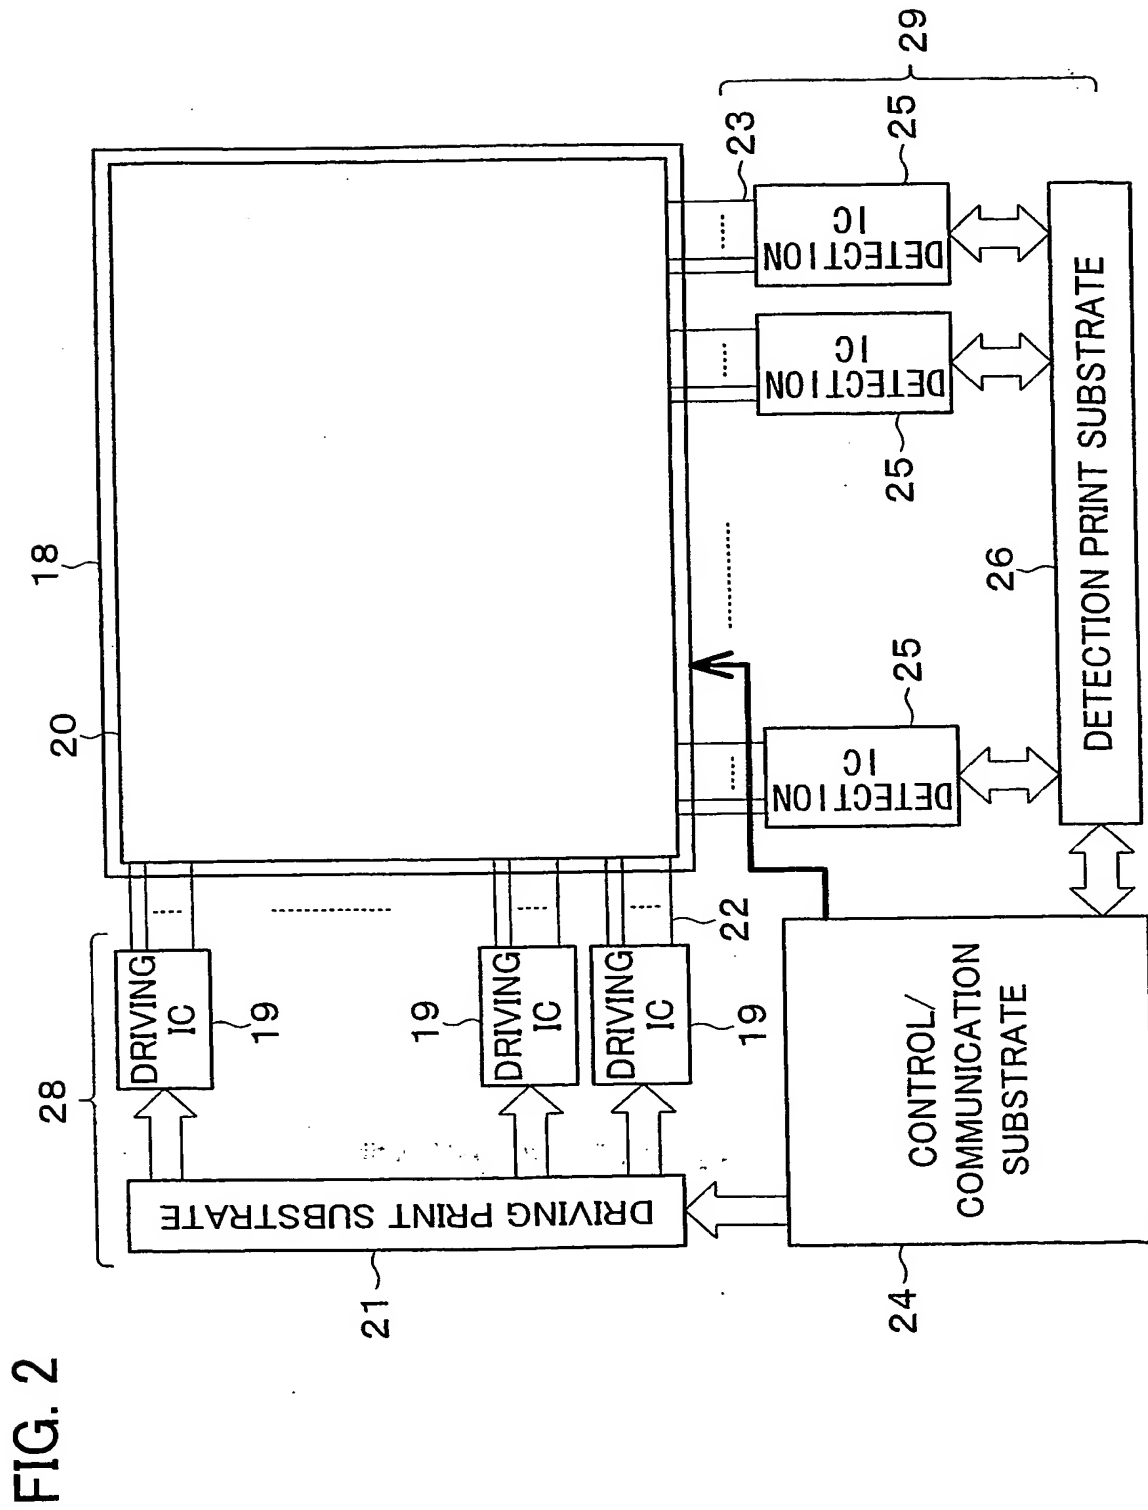 FIG. 2
28
21
DRIVING PRINT SUBSTRATE
DRIVING
IC
19
DRIVING
IC
19
DRIVING
IC
19
22
18
20
24
CONTROL/
COMMUNICATION
SUBSTRATE
DETECTION
IC
25
DETECTION
IC
25
DETECTION
IC
25
23
29
26
DETECTION PRINT SUBSTRATE